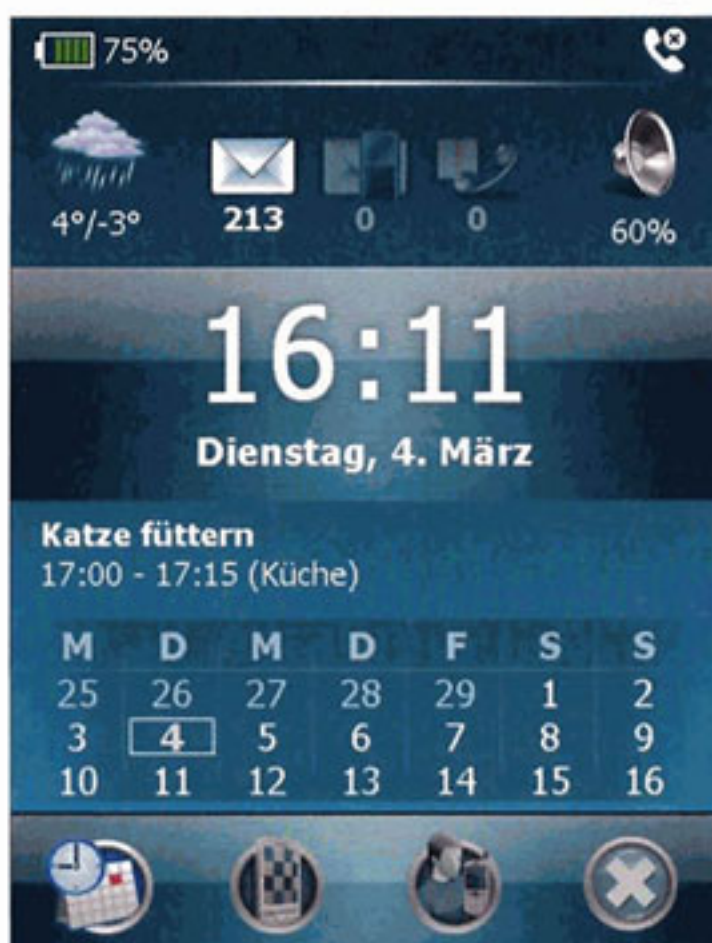 75%
4°/-3° 213 0 0 60%
16:11
Dienstag, 4. März
Katze füttern
17:00 - 17:15 (Küche)
M D M D F S S
25 26 27 28 29 1 2
3 4 5 6 7 8 9
10 11 12 13 14 15 16